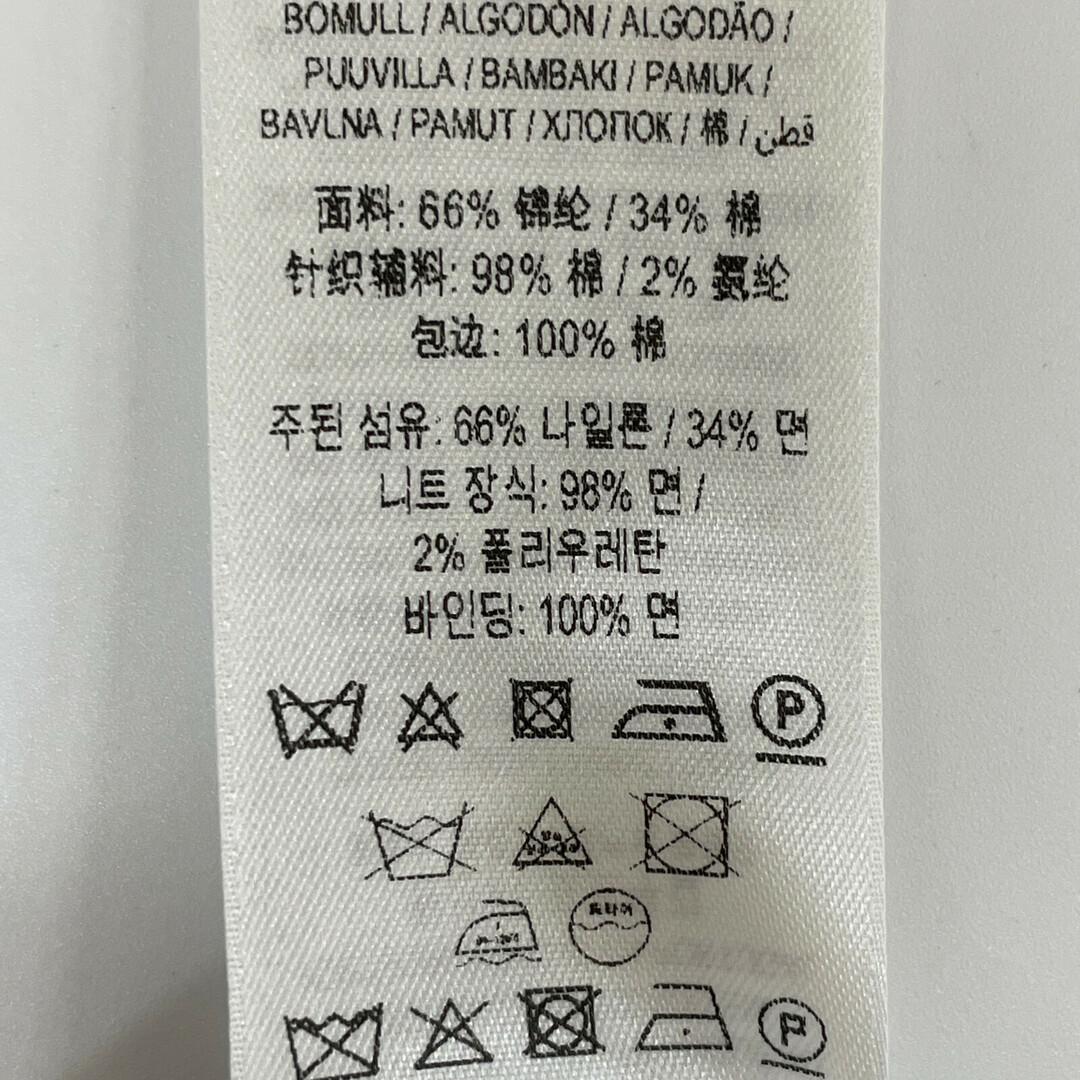 BOMULL / ALGODÓN / ALGODÃO /
PUUVILLA / BAMBAKI / PAMUK /
BAVLNA / PAMUT / ХЛОПОК / 棉 / قطن
面料: 66% 锦纶 / 34% 棉
针织辅料: 98% 棉 / 2% 氨纶
包边: 100% 棉
주된 섬유: 66% 나일론 / 34% 면
니트 장식: 98% 면 /
2% 폴리우레탄
바인딩: 100% 면
P
드라이
P